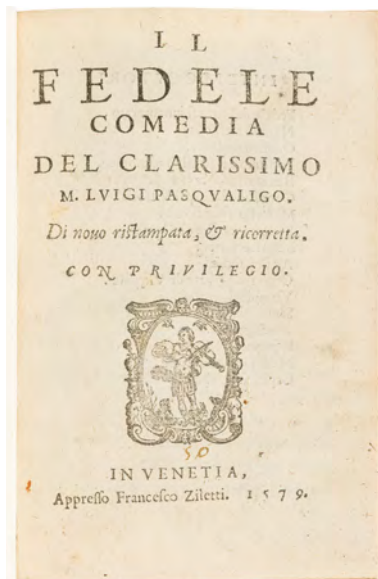 IL
FEDELE
COMEDIA
DEL CLARISSIMO
M. LVIGI PASQVALIGO.
Di nouo ristampata, & ricorretta.
CON PRIVILEGIO.
50
IN VENETIA,
Appresso Francesco Ziletti. 1579.